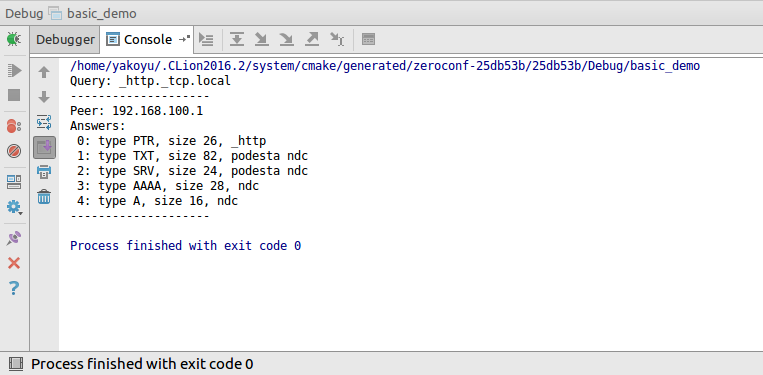 Debug basic_demo
Debugger Console
/home/yakoyu/.CLion2016.2/system/cmake/generated/zeroconf-25db53b/25db53b/Debug/basic_demo
Query: _http._tcp.local
--------------------
Peer: 192.168.100.1
Answers:
0: type PTR, size 26, _http
1: type TXT, size 82, podesta ndc
2: type SRV, size 24, podesta ndc
3: type AAAA, size 28, ndc
4: type A, size 16, ndc
--------------------
Process finished with exit code 0
Process finished with exit code 0